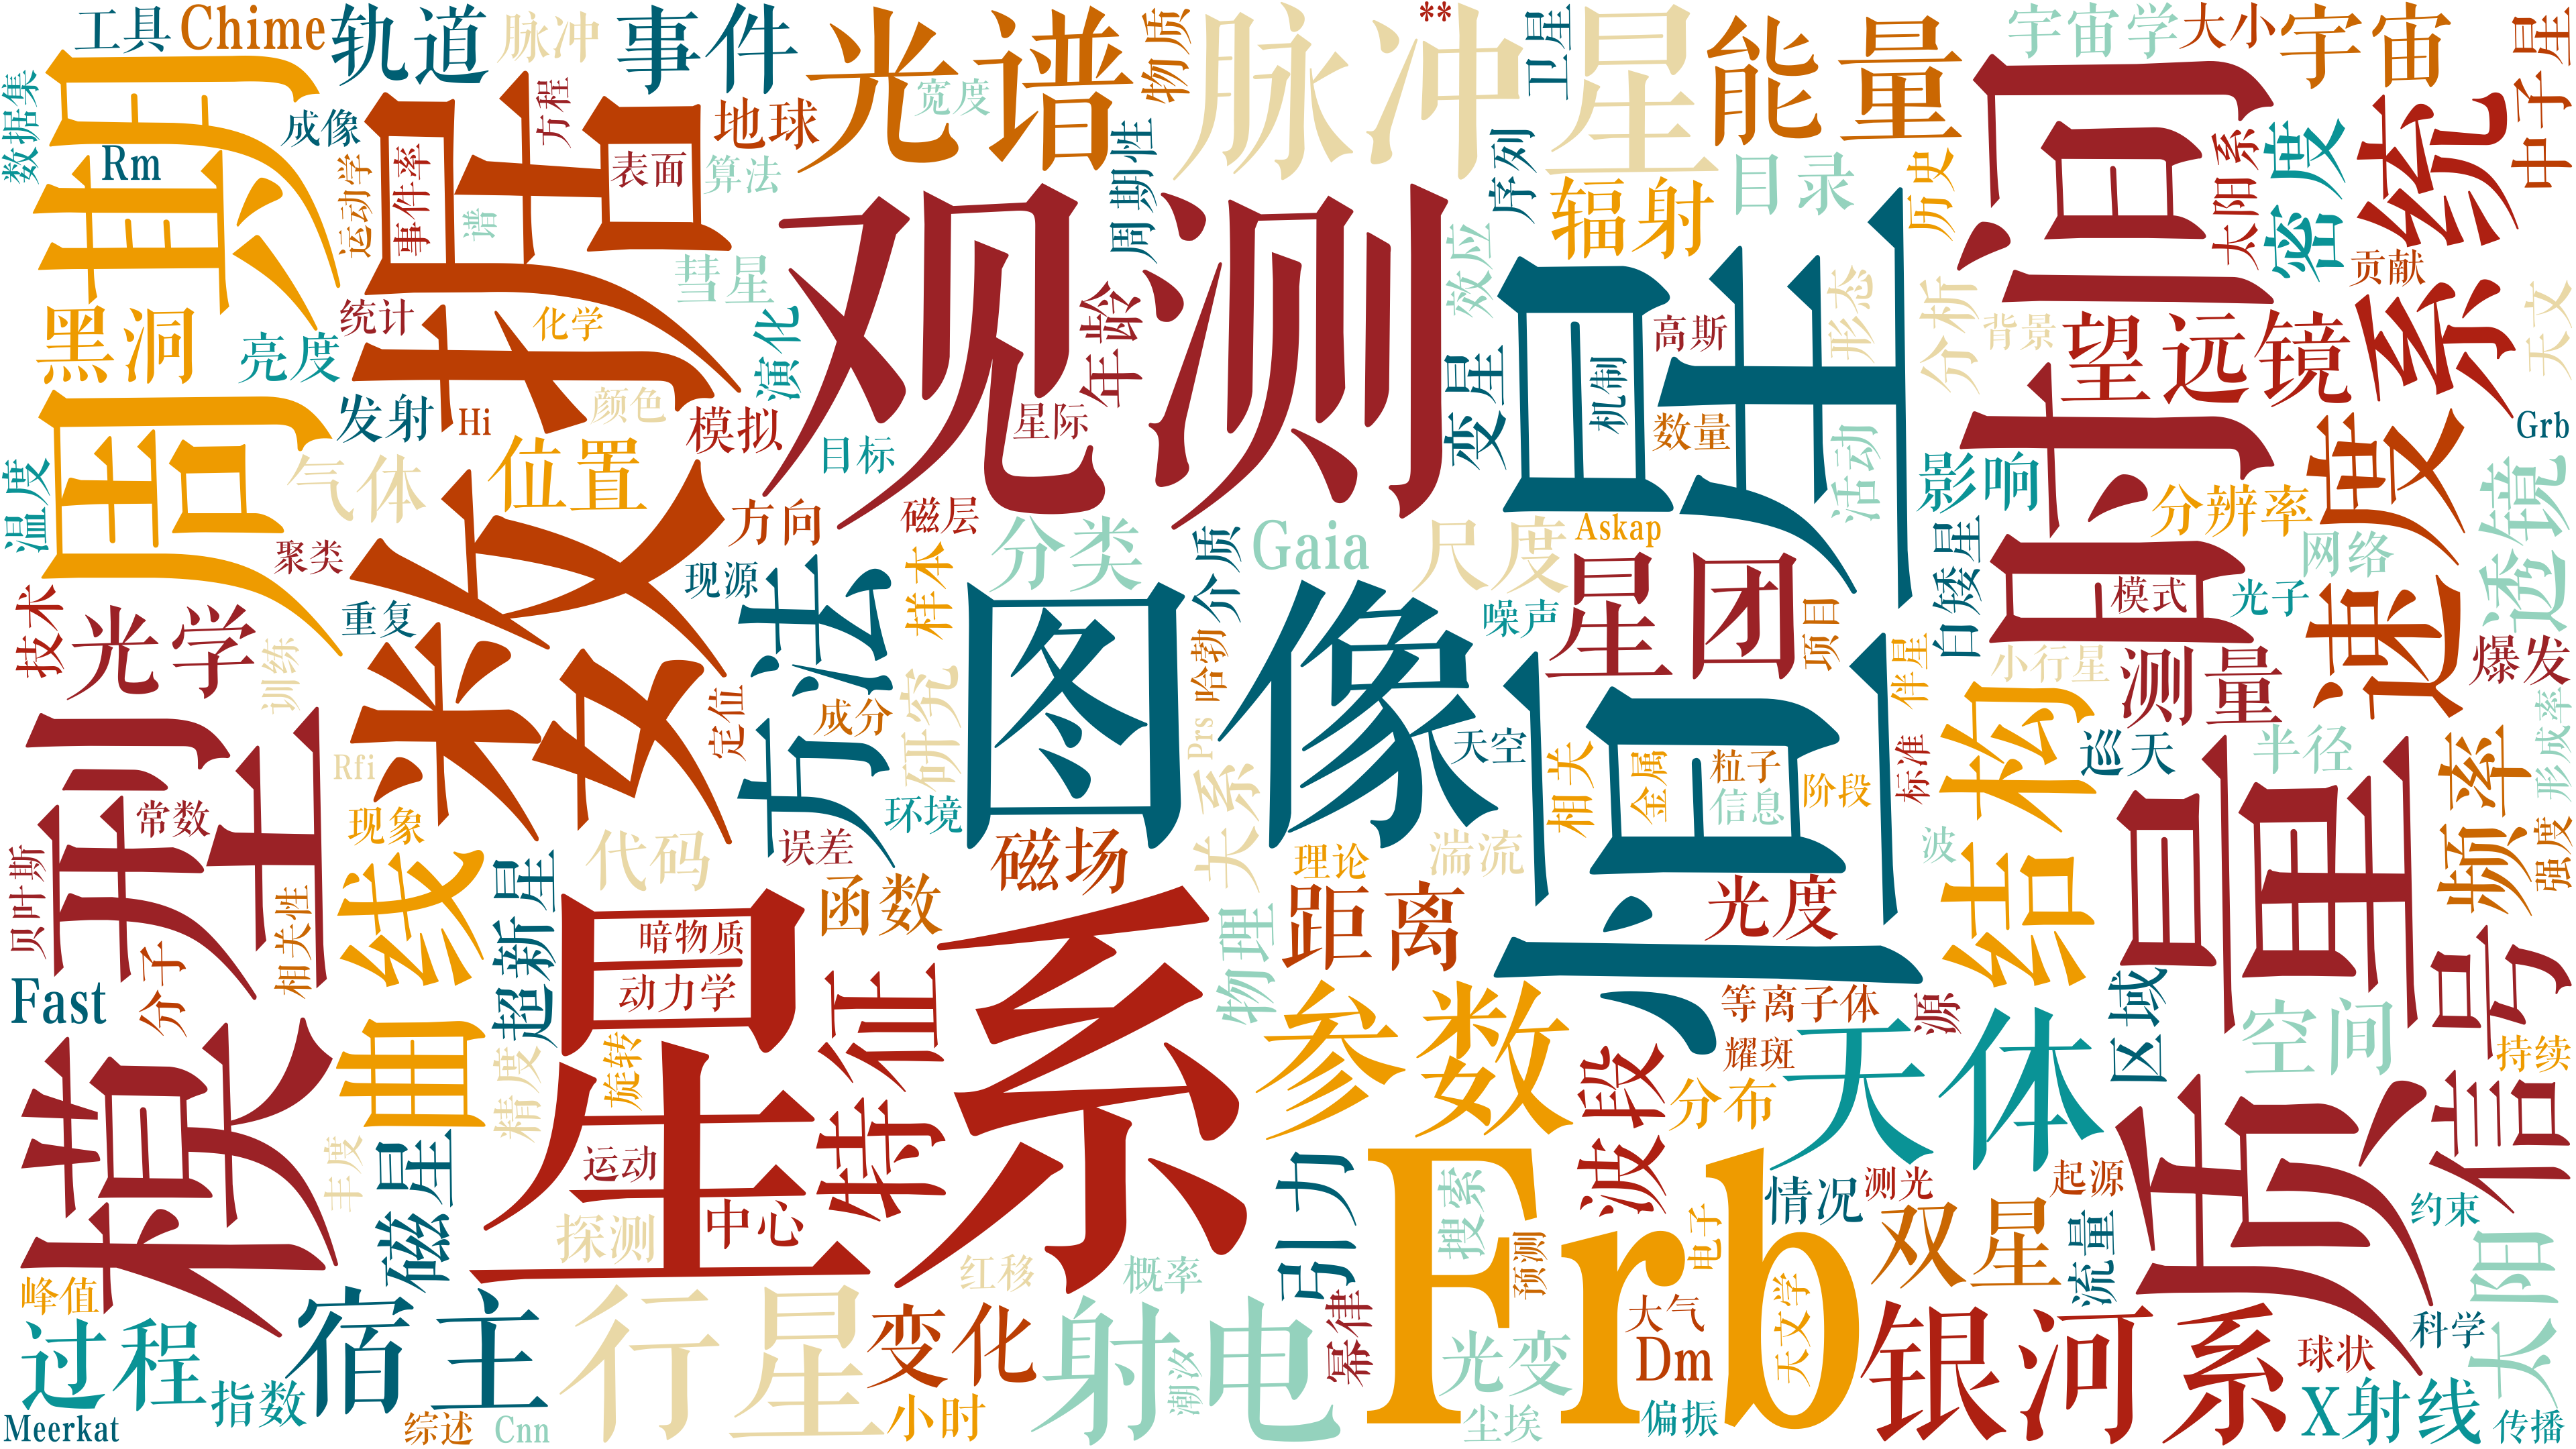 工具
Chime
轨道
脉冲
事件
光谱
物质
脉冲星
**
卫星
能量
宇宙学
大小
宇宙
中子星
数据集
周期
Rm
成像
运动学
事件率
谱
方程
表面
数据
地球
算法
宽度
周期性
观测
序列
辐射
目录
历史
时间
太阳系
密度
系统
贡献
黑洞
亮度
统计
化学
彗星
演化
年龄
星际
效应
恒星
变星
高斯
机制
形态
分析
背景
望远镜
天文
发射
Hi
颜色
模拟
目标
数量
活动
影响
分辨率
速度
Grb
温度
气体
位置
方向
磁层
分类
介质
Gaia
尺度
Askap
白矮星
网络
透镜
聚类
重复
现源
方法
样本
图像
噪声
星团
项目
伴星
模式
光子
技术
光学
训练
效率
定位
成分
研究
哈勃
Prs
天空
相关
金属
粒子
信息
阶段
标准
小行星
测量
爆发
模型
常数
Rfi
现象
曲线
代码
误差
环境
磁场
关系
理论
湍流
宇宙
波
结构
巡天
半径
频率
形成率
强度
贝叶斯
Fast
分子
相关性
超新星
星系
暗物质
动力学
函数
特征
物理
距离
参数
光度
等离子体
耀斑
源
天体
区域
质量
空间
信号
持续
精度
旋转
运动
中心
探测
丰度
磁星
引力
Frb
搜索
预测
电子
波段
分布
情况
测光
起源
双星
流量
约束
太阳
峰值
过程
指数
宿主
行星
变化
红移
概率
射电
潮汐
幂律
光变
大气
Dm
天文学
银河系
球状
科学
Meerkat
综述
Cnn
小时
尘埃
偏振
X射线
传播